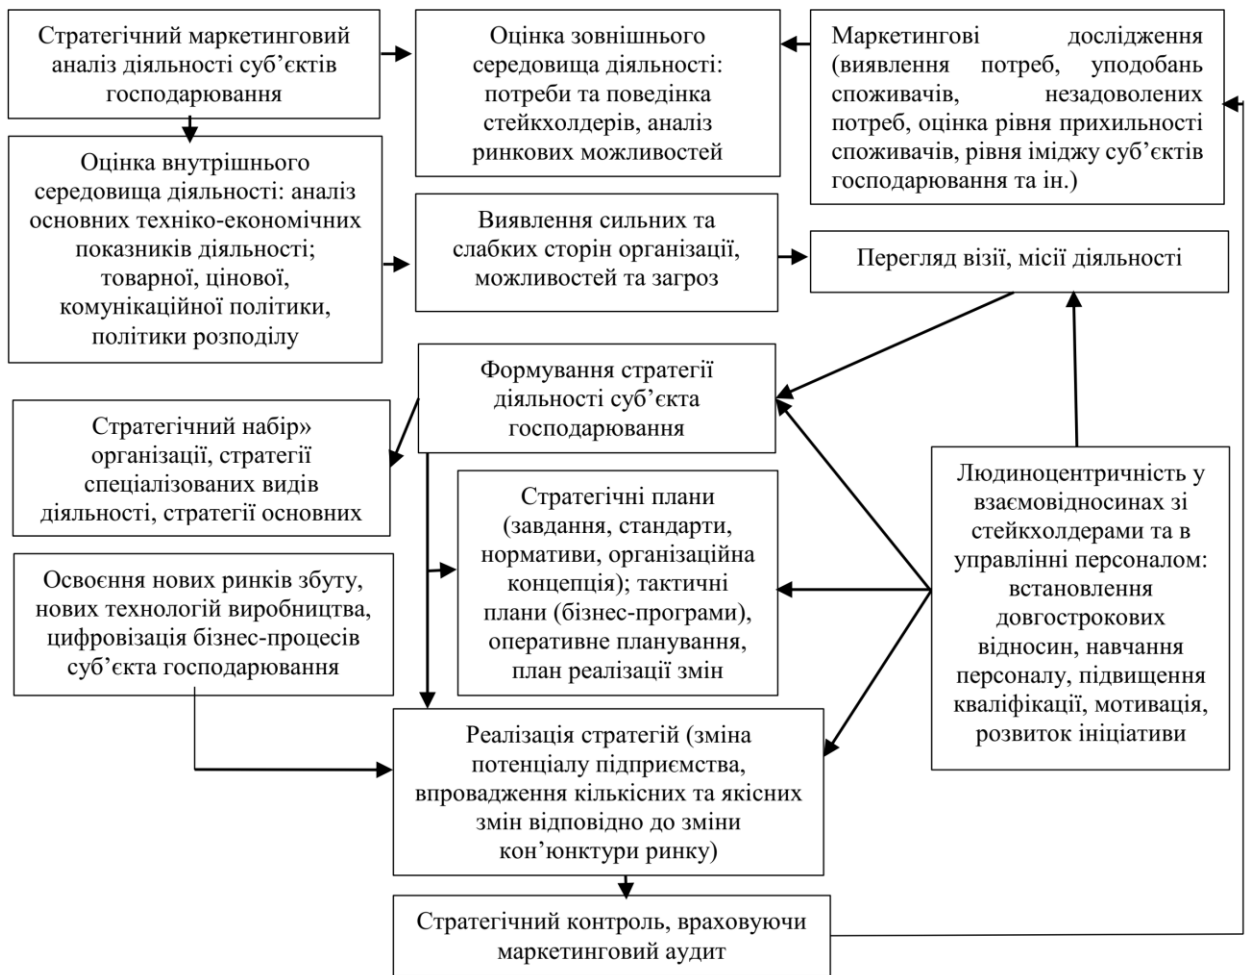 Стратегічний маркетинговий
аналіз діяльності суб’єктів
господарювання
Оцінка зовнішнього
середовища діяльності:
потреби та поведінка
стейкхолдерів, аналіз
ринкових можливостей
Маркетингові дослідження
(виявлення потреб, уподобань
споживачів, незадоволених
потреб, оцінка рівня прихильності
споживачів, рівня іміджу суб’єктів
господарювання та ін.)
Оцінка внутрішнього
середовища діяльності: аналіз
основних техніко-економічних
показників діяльності;
товарної, цінової,
комунікаційної політики,
політики розподілу
Виявлення сильних та
слабких сторін організації,
можливостей та загроз
Перегляд візії, місії діяльності
Формування стратегії
діяльності суб’єкта
господарювання
Стратегічний набір»
організації, стратегії
спеціалізованих видів
діяльності, стратегії основних
Стратегічні плани
(завдання, стандарти,
нормативи, організаційна
концепція); тактичні
плани (бізнес-програми),
оперативне планування,
план реалізації змін
Людиноцентричність у
взаємовідносинах зі
стейкхолдерами та в
управлінні персоналом:
встановлення
довгострокових
відносин, навчання
персоналу, підвищення
кваліфікації, мотивація,
розвиток ініціативи
Освоєння нових ринків збуту,
нових технологій виробництва,
цифровізація бізнес-процесів
суб’єкта господарювання
Реалізація стратегій (зміна
потенціалу підприємства,
впровадження кількісних та якісних
змін відповідно до зміни
кон’юнктури ринку)
Стратегічний контроль, враховуючи
маркетинговий аудит